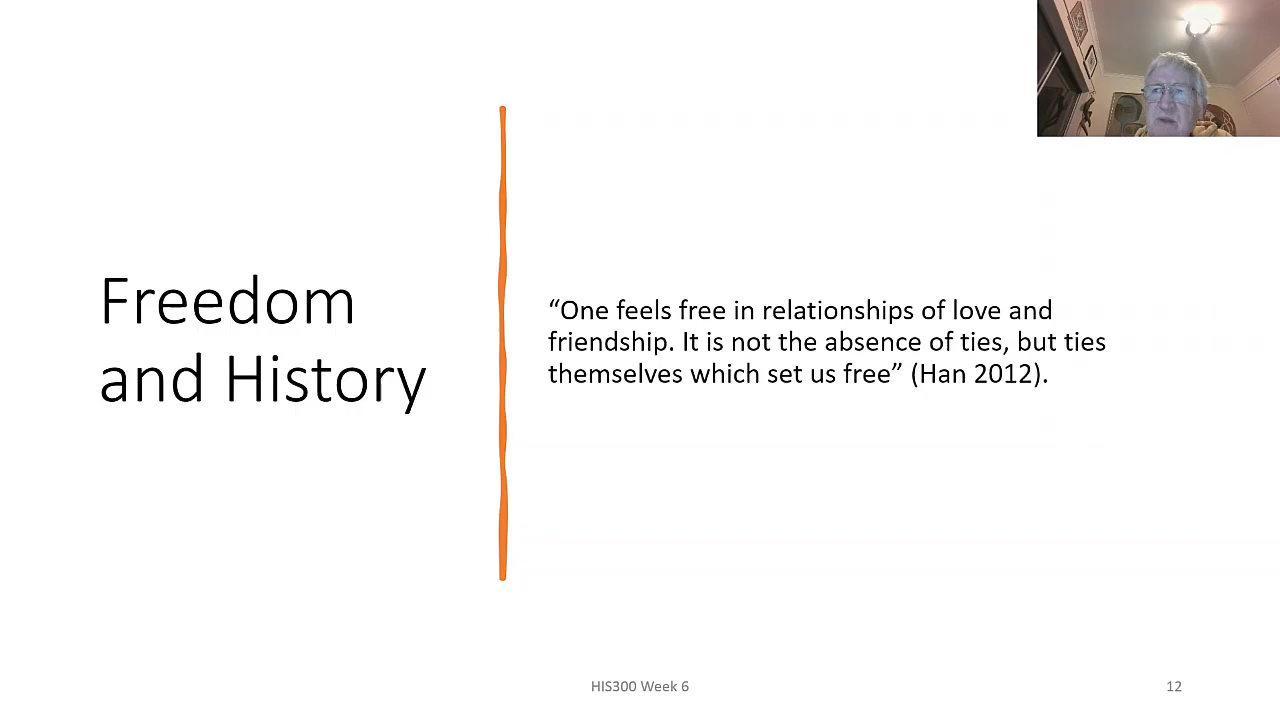 Freedom
and History
“One feels free in relationships of love and
friendship. It is not the absence of ties, but ties
themselves which set us free” (Han 2012).
HIS300 Week 6
12